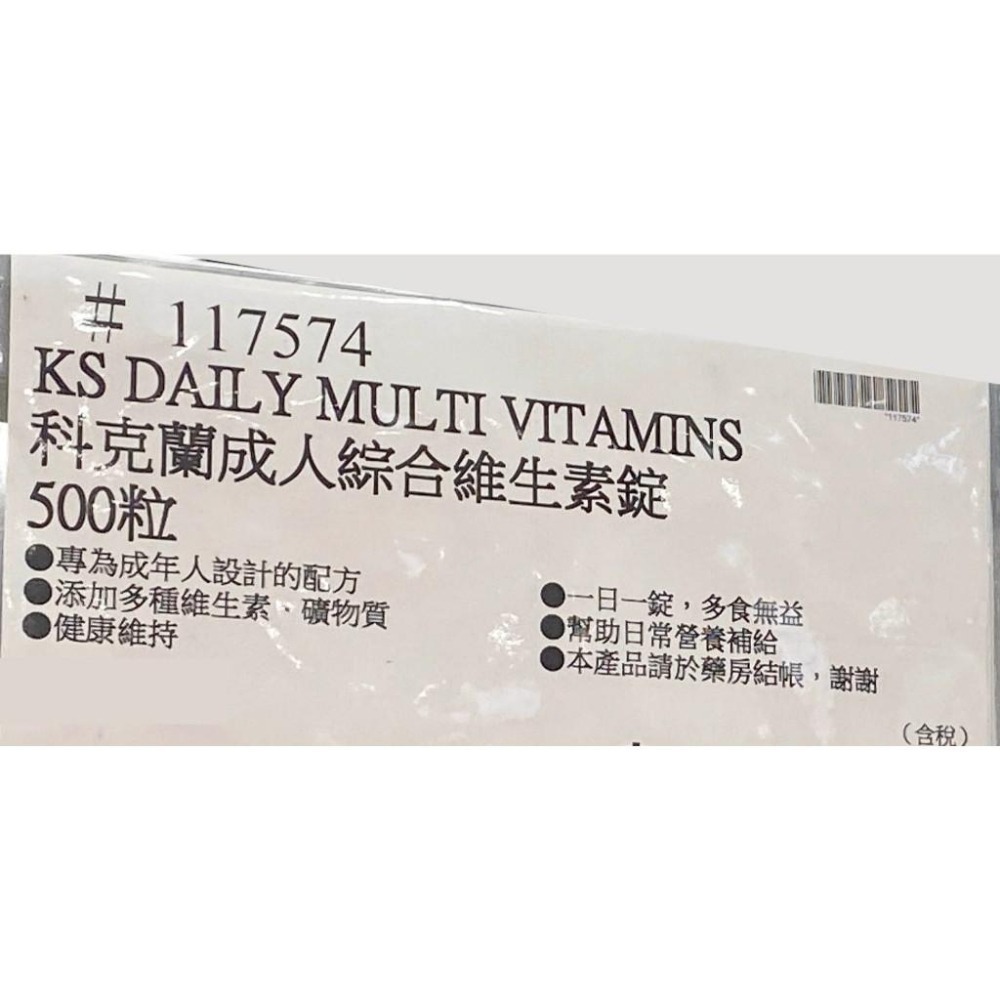 # 117574
KS DAILY MULTI VITAMINS
科克蘭成人綜合維生素錠
500粒
●專為成年人設計的配方
●添加多種維生素、礦物質
●健康維持
*117574*
●一日一錠，多食無益
●幫助日常營養補給
●本產品請於藥房結帳，謝謝
（含稅）